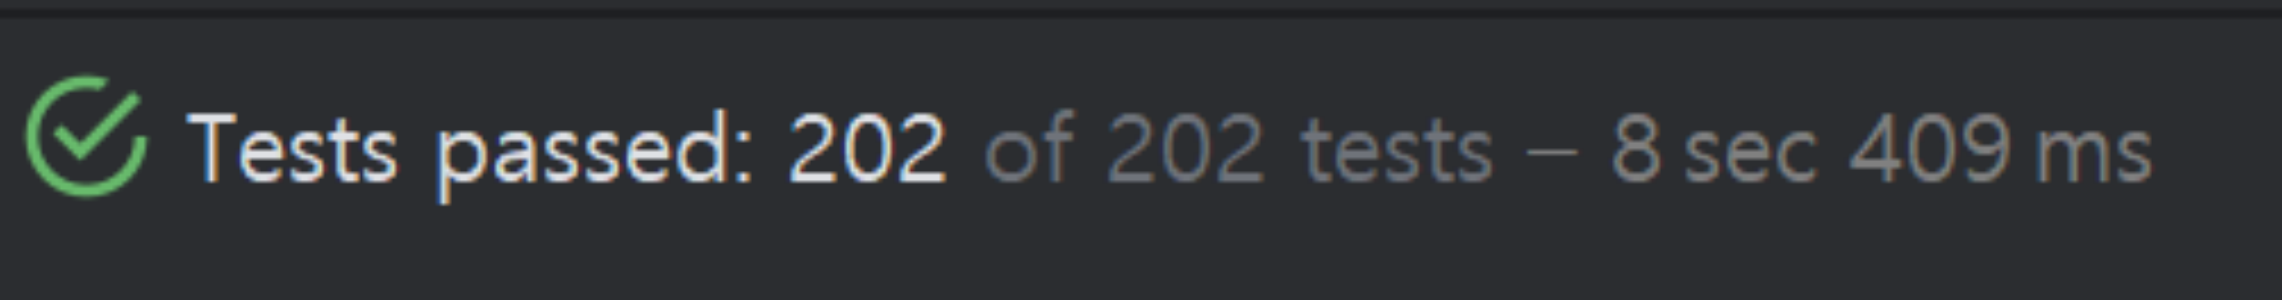 Tests passed: 202 of 202 tests – 8 sec 409 ms